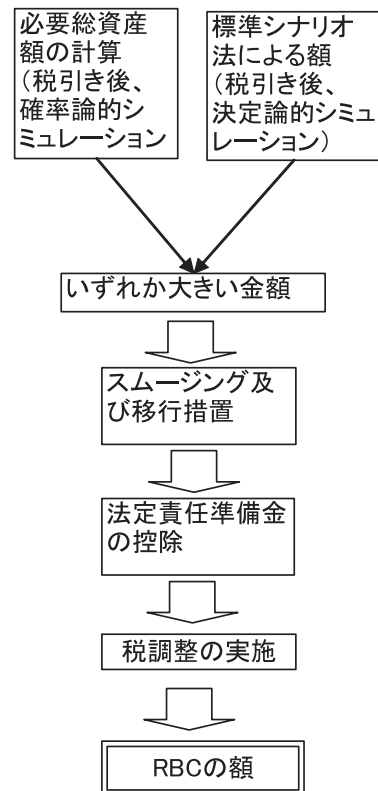 必要総資産
額の計算
(税引き後、
確率論的シ
ミュレーション
標準シナリオ
法による額
(税引き後、
決定論的シミュ
レーション)
いずれか大きい金額
スムージング及
び移行措置
法定責任準備金
の控除
税調整の実施
RBCの額